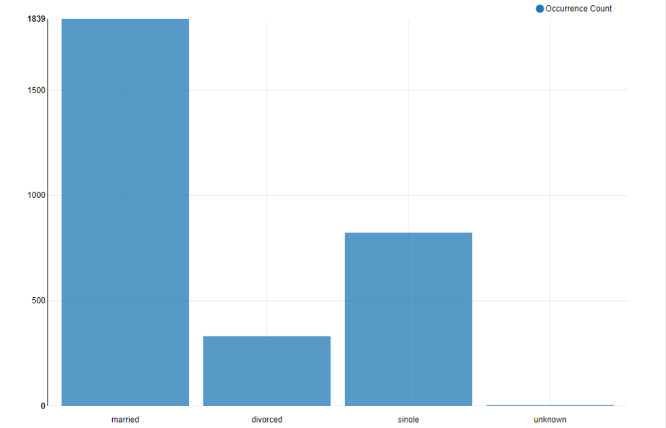 Occurrence Count
1839
1500
1000
500
0
married
divorced
single
unknown